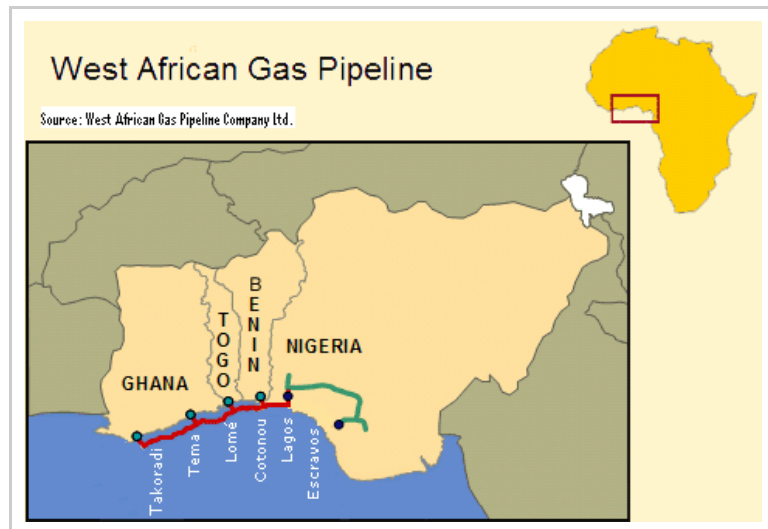 West African Gas Pipeline
Source: West African Gas Pipeline Company Ltd.
BENIN
TOGO
NIGERIA
GHANA
Takoradi
Tema
Lomé
Cotonou
Lagos
Escravos